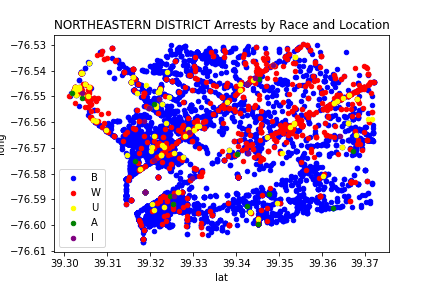 NORTHEASTERN DISTRICT Arrests by Race and Location
−76.53
−76.54
−76.55
−76.56
−76.57
−76.58
−76.59
−76.60
−76.61
B
W
U
A
I
39.30 39.31 39.32 39.33 39.34 39.35 39.36 39.37
lat